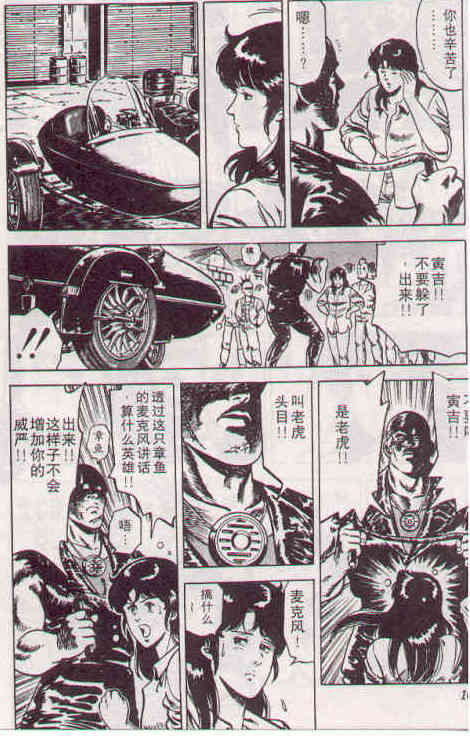 你也辛苦了
………
嗯
……?
寅吉!!
不要躲了
，出来!!
!!
寅吉!!
是老虎!!
叫老虎
头目!!
麦克风!
搞什么
~
透过这只章鱼
的麦克风讲话
，算什么英雄!!
章鱼
唔…
出来!!
这样子不会
增加你的
威严!!